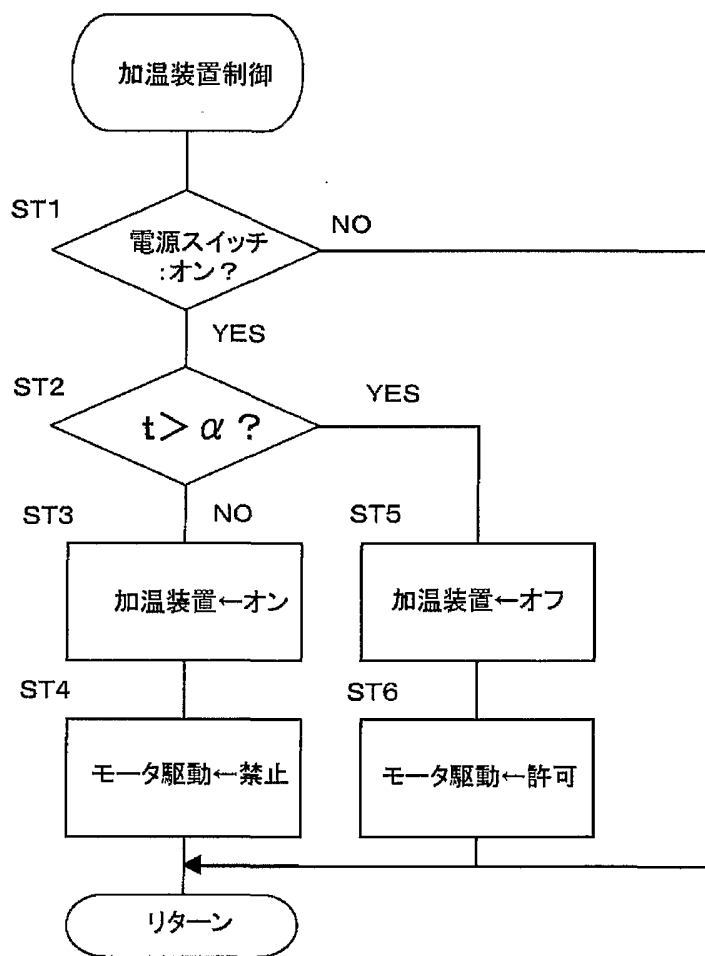 加温装置制御
ST1
電源スイッチ
:オン?
NO
YES
ST2
t＞α?
YES
NO
ST3
加温装置←オン
ST5
加温装置←オフ
ST4
モータ駆動←禁止
ST6
モータ駆動←許可
リターン